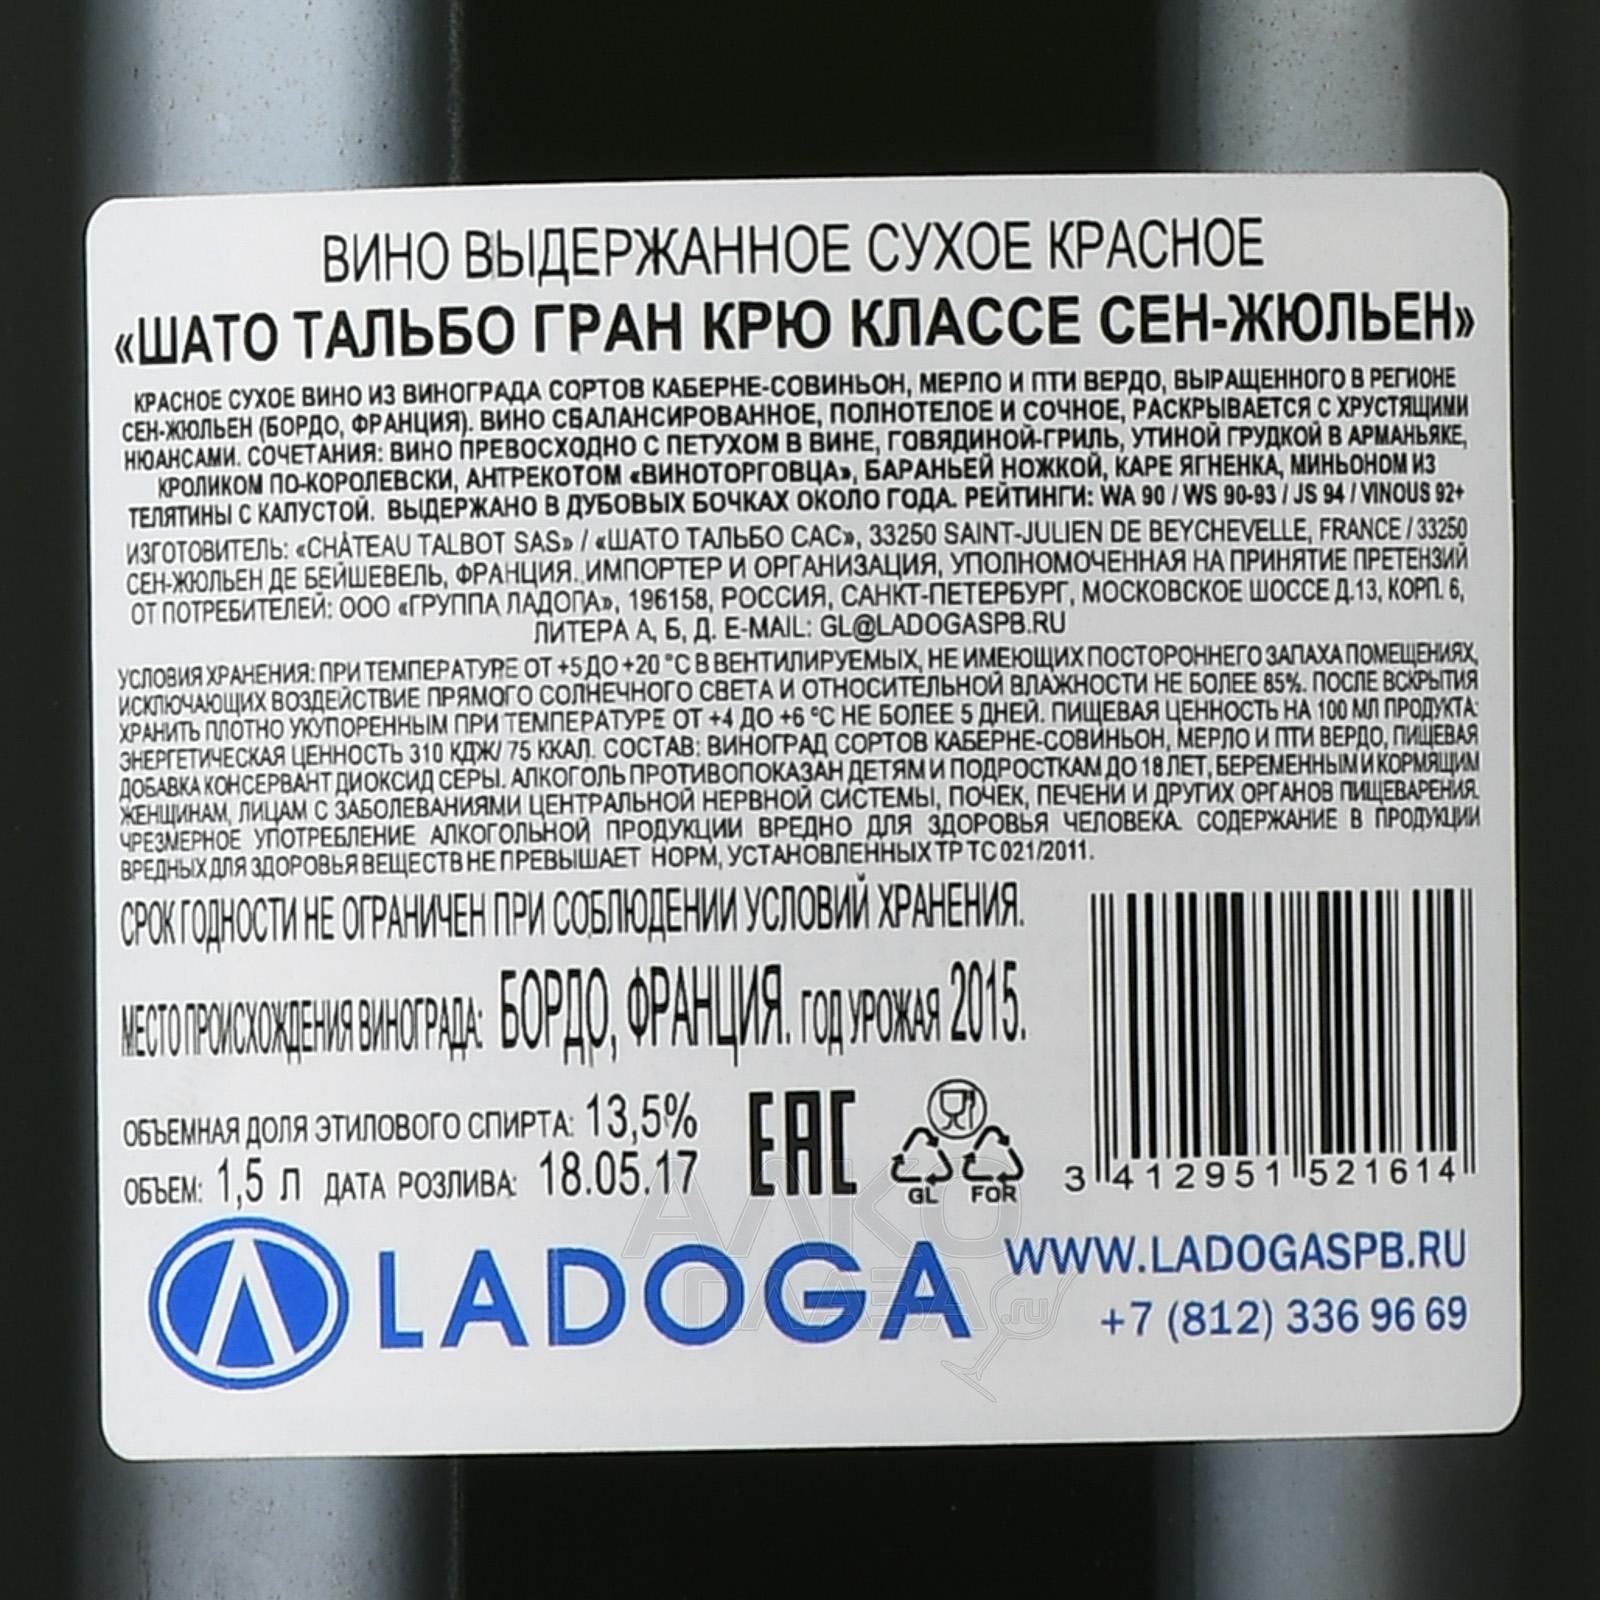 ВИНО ВЫДЕРЖАННОЕ СУХОЕ КРАСНОЕ
«ШАТО ТАЛЬБО ГРАН КРЮ КЛАССЕ СЕН-ЖЮЛЬЕН»
КРАСНОЕ СУХОЕ ВИНО ИЗ ВИНОГРАДА СОРТОВ КАБЕРНЕ-СОВИНЬОН, МЕРЛО И ПТИ ВЕРДО, ВЫРАЩЕННОГО В РЕГИОНЕ
СЕН-ЖЮЛЬЕН (БОРДО, ФРАНЦИЯ). ВИНО СБАЛАНСИРОВАННОЕ, ПОЛНОТЕЛОЕ И СОЧНОЕ, РАСКРЫВАЕТСЯ С ХРУСТЯЩИМИ
НЮАНСАМИ. СОЧЕТАНИЯ: ВИНО ПРЕВОСХОДНО С ПЕТУХОМ В ВИНЕ, ГОВЯДИНОЙ-ГРИЛЬ, УТИНОЙ ГРУДКОЙ В АРМАНЬЯКЕ,
КРОЛИКОМ ПО-КОРОЛЕВСКИ, АНТРЕКОТОМ «ВИНОТОРГОВЦА», БАРАНЬЕЙ НОЖКОЙ, КАРЕ ЯГНЕНКА, МИНЬОНОМ ИЗ
ТЕЛЯТИНЫ С КАПУСТОЙ. ВЫДЕРЖАНО В ДУБОВЫХ БОЧКАХ ОКОЛО ГОДА. РЕЙТИНГИ: WA 90 / WS 90-93 / JS 94 / VINOUS 92+
ИЗГОТОВИТЕЛЬ: «CHÂTEAU TALBOT SAS» / «ШАТО ТАЛЬБО САС», 33250 SAINT-JULIEN DE BEYCHEVELLE, FRANCE / 33250
СЕН-ЖЮЛЬЕН ДЕ БЕЙШЕВЕЛЬ, ФРАНЦИЯ. ИМПОРТЕР И ОРГАНИЗАЦИЯ, УПОЛНОМОЧЕННАЯ НА ПРИНЯТИЕ ПРЕТЕНЗИЙ
ОТ ПОТРЕБИТЕЛЕЙ: ООО «ГРУППА ЛАДОГА», 196158, РОССИЯ, САНКТ-ПЕТЕРБУРГ, МОСКОВСКОЕ ШОССЕ Д.13, КОРП. 6,
ЛИТЕРА А, Б, Д. E-MAIL: GL@LADOGASPB.RU
УСЛОВИЯ ХРАНЕНИЯ: ПРИ ТЕМПЕРАТУРЕ ОТ +5 ДО +20 °С В ВЕНТИЛИРУЕМЫХ, НЕ ИМЕЮЩИХ ПОСТОРОННЕГО ЗАПАХА ПОМЕЩЕНИЯХ,
ИСКЛЮЧАЮЩИХ ВОЗДЕЙСТВИЕ ПРЯМОГО СОЛНЕЧНОГО СВЕТА И ОТНОСИТЕЛЬНОЙ ВЛАЖНОСТИ НЕ БОЛЕЕ 85%. ПОСЛЕ ВСКРЫТИЯ
ХРАНИТЬ ПЛОТНО УКУПОРЕННЫМ ПРИ ТЕМПЕРАТУРЕ ОТ +4 ДО +6 °С НЕ БОЛЕЕ 5 ДНЕЙ. ПИЩЕВАЯ ЦЕННОСТЬ НА 100 МЛ ПРОДУКТА:
ЭНЕРГЕТИЧЕСКАЯ ЦЕННОСТЬ 310 КДЖ/ 75 ККАЛ. СОСТАВ: ВИНОГРАД СОРТОВ КАБЕРНЕ-СОВИНЬОН, МЕРЛО И ПТИ ВЕРДО, ПИЩЕВАЯ
ДОБАВКА КОНСЕРВАНТ ДИОКСИД СЕРЫ. АЛКОГОЛЬ ПРОТИВОПОКАЗАН ДЕТЯМ И ПОДРОСТКАМ ДО 18 ЛЕТ, БЕРЕМЕННЫМ И КОРМЯЩИМ
ЖЕНЩИНАМ, ЛИЦАМ С ЗАБОЛЕВАНИЯМИ ЦЕНТРАЛЬНОЙ НЕРВНОЙ СИСТЕМЫ, ПОЧЕК, ПЕЧЕНИ И ДРУГИХ ОРГАНОВ ПИЩЕВАРЕНИЯ.
ЧРЕЗМЕРНОЕ УПОТРЕБЛЕНИЕ АЛКОГОЛЬНОЙ ПРОДУКЦИИ ВРЕДНО ДЛЯ ЗДОРОВЬЯ ЧЕЛОВЕКА. СОДЕРЖАНИЕ В ПРОДУКЦИИ
ВРЕДНЫХ ДЛЯ ЗДОРОВЬЯ ВЕЩЕСТВ НЕ ПРЕВЫШАЕТ НОРМ, УСТАНОВЛЕННЫХ ТР ТС 021/2011.
СРОК ГОДНОСТИ НЕ ОГРАНИЧЕН ПРИ СОБЛЮДЕНИИ УСЛОВИЙ ХРАНЕНИЯ.
МЕСТО ПРОИСХОЖДЕНИЯ ВИНОГРАДА: БОРДО, ФРАНЦИЯ. ГОД УРОЖАЯ 2015.
ОБЪЕМНАЯ ДОЛЯ ЭТИЛОВОГО СПИРТА: 13,5%
ОБЪЕМ: 1,5 Л ДАТА РОЗЛИВА: 18.05.17
EAC
GL FOR
3 412951 521614
LADOGA
WWW.LADOGASPB.RU
+7 (812) 336 96 69
АЛКО
ПЛАЗА.ru